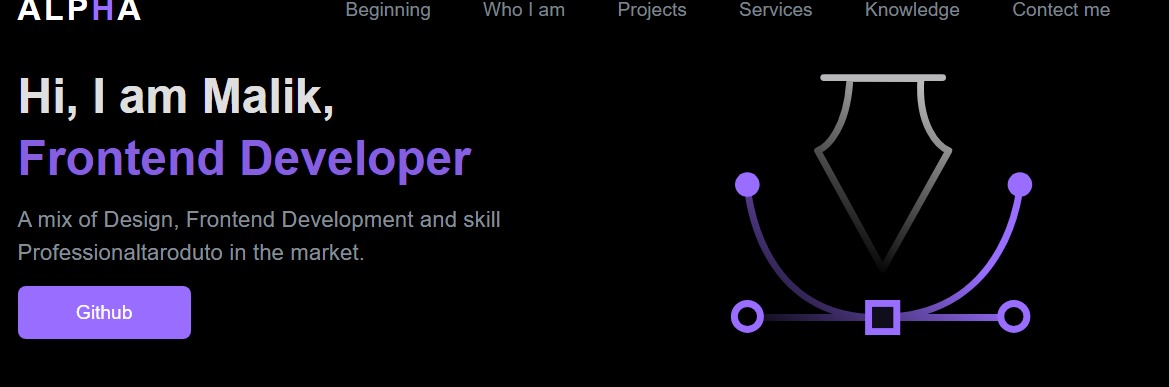 ALPHA
Beginning Who I am Projects Services Knowledge Contact me
Hi, I am Malik,
Frontend Developer
A mix of Design, Frontend Development and skill
Professionaltaroduto in the market.
Github